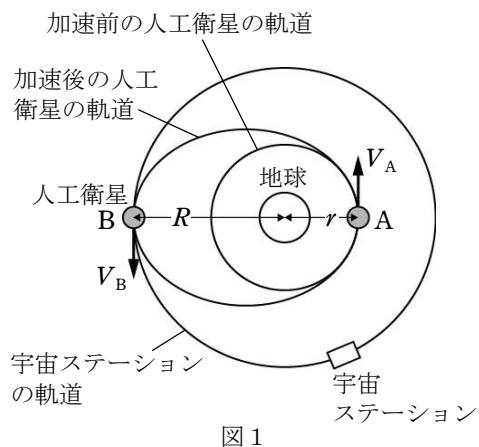 加速前の人工衛星の軌道
加速後の人工
衛星の軌道
V_A
地球
人工衛星
B
R
r
A
V_B
宇宙ステーション
の軌道
宇宙
ステーション
図1